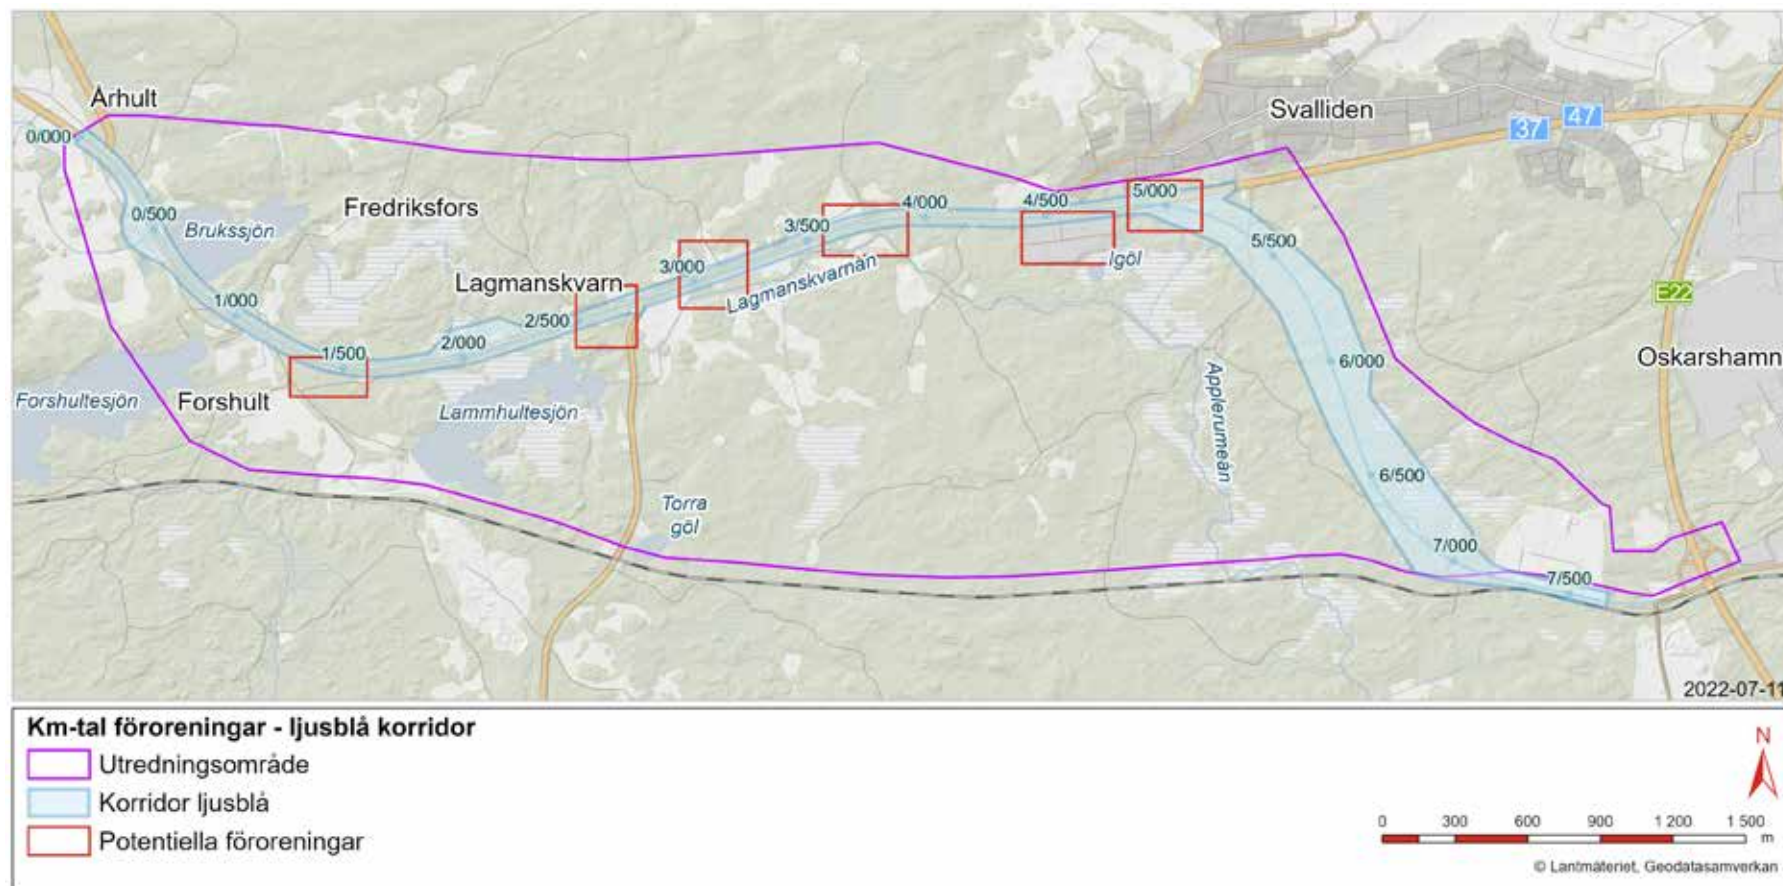 Århult
0/000
Svalliden
37
47
0/500
Brukssjön
Fredriksfors
5/000
4/500
4/000
3/500
5/500
Igöl
3/000
Lagmanskvarnån
Lagmanskvarn
E22
1/000
2/500
2/000
1/500
6/000
Oskarshamn
Forshultesjön
Forshult
Lammhultesjön
Applerumeån
6/500
Torra
göl
7/000
7/500
2022-07-11
Km-tal föroreningar - ljusblå korridor
Utredningsområde
Korridor ljusblå
Potentiella föroreningar
N
0 300 600 900 1 200 1 500
m
© Lantmäteriet, Geodatasamverkan